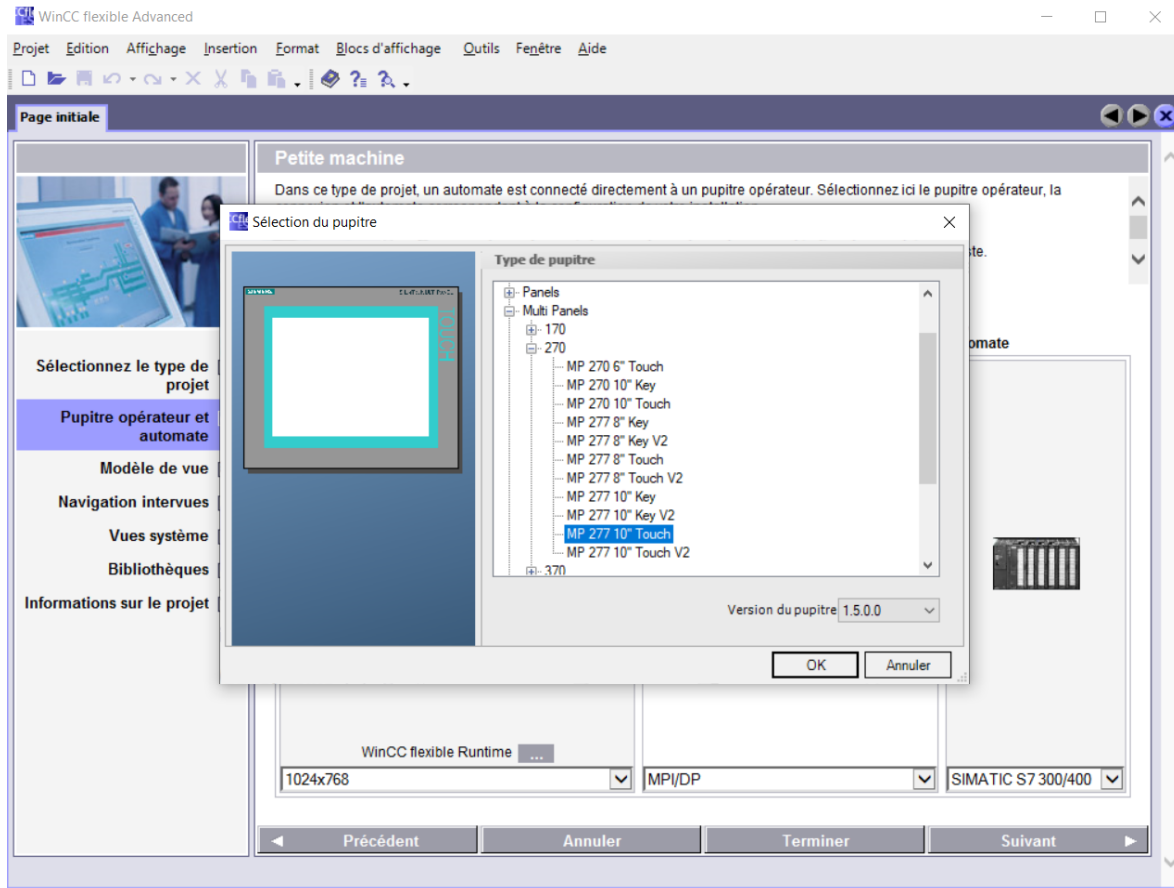 WinCC flexible Advanced
Projet Edition Affichage Insertion Format Blocs d'affichage Outils Fenêtre Aide
Page initiale
Petite machine
Dans ce type de projet, un automate est connecté directement à un pupitre opérateur. Sélectionnez ici le pupitre opérateur, la
Sélection du pupitre
ste.
Type de pupitre
SIEMENS
TOUCH
Panels
Multi Panels
170
270
MP 270 6" Touch
MP 270 10" Key
MP 270 10" Touch
MP 277 8" Key
MP 277 8" Key V2
MP 277 8" Touch
MP 277 8" Touch V2
MP 277 10" Key
MP 277 10" Key V2
MP 277 10" Touch
MP 277 10" Touch V2
370
Version du pupitre 1.5.0.0
OK Annuler
omate
Sélectionnez le type de
projet
Pupitre opérateur et
automate
Modèle de vue
Navigation intervues
Vues système
Bibliothèques
Informations sur le projet
WinCC flexible Runtime ...
1024x768 MPI/DP SIMATIC S7 300/400
Précédent Annuler Terminer Suivant